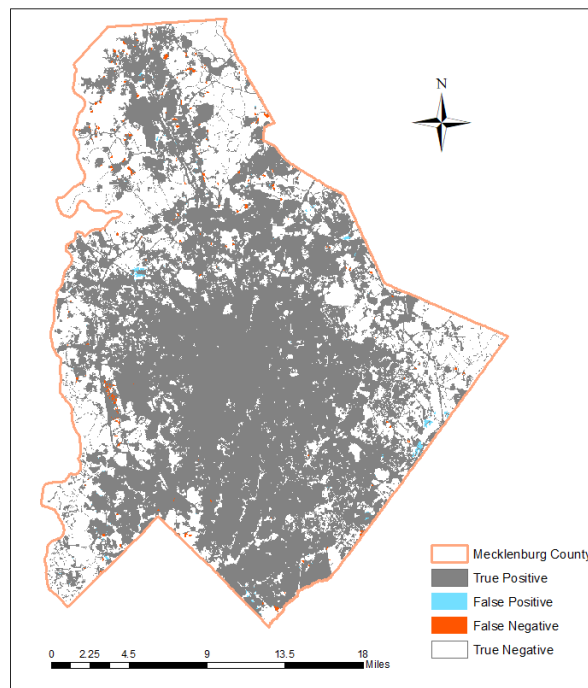 N
Mecklenburg County
True Positive
False Positive
False Negative
True Negative
0 2.25 4.5 9 13.5 18
Miles